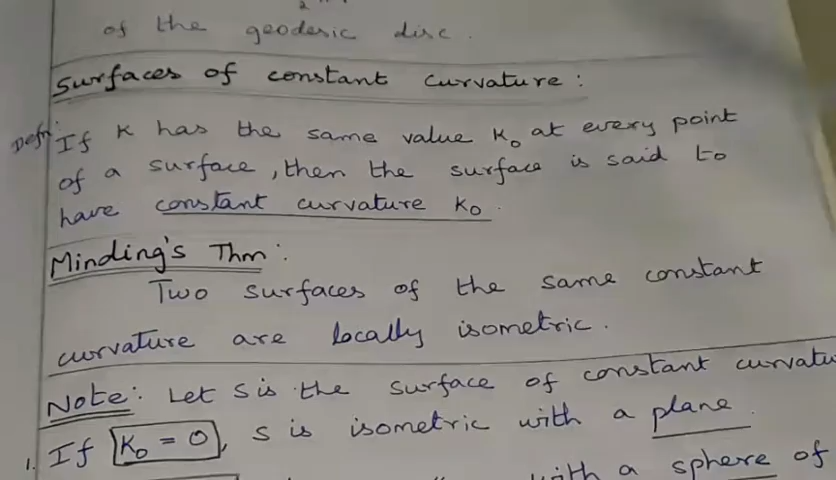 of the geodesic disc.
Surfaces of constant curvature:
Defn: If K has the same value K₀ at every point
of a surface, then the surface is said to
have constant curvature K₀.
Minding's Thm:
Two surfaces of the same constant
curvature are locally isometric.
Note: Let S is the surface of constant
1. If K₀ = 0, S is isometric with a plane.
with a sphere of